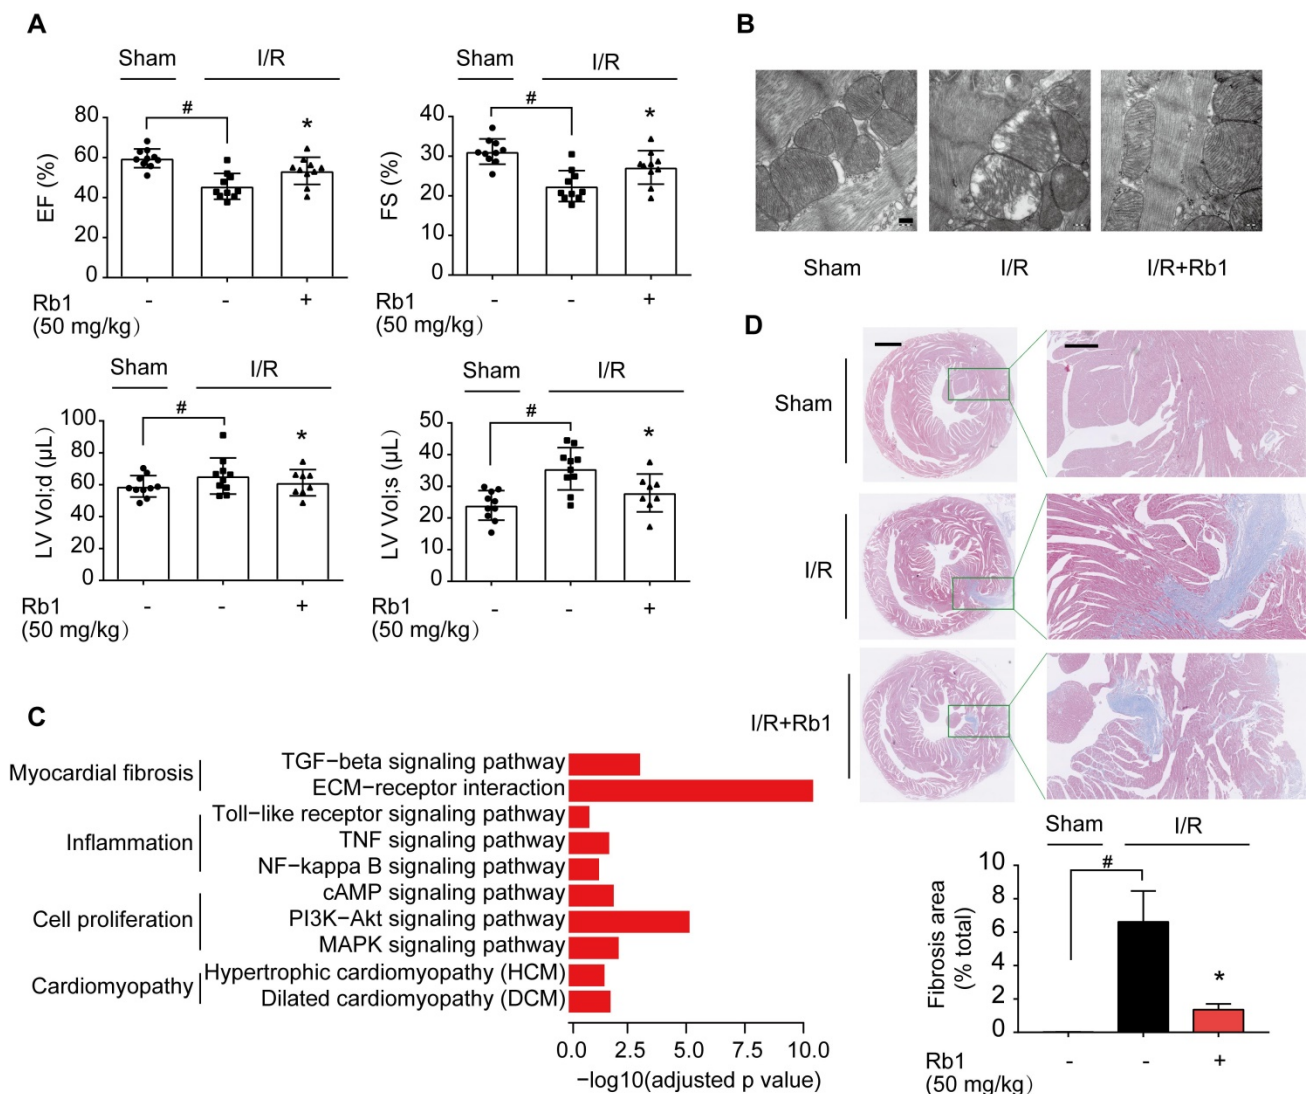 A
Sham
I/R
#
*
80
60
40
20
0
EF (%)
Rb1
(50 mg/kg)
-
-
+
Sham
I/R
#
*
40
30
20
10
0
FS (%)
Rb1
(50 mg/kg)
-
-
+
Sham
I/R
#
*
100
80
60
40
20
0
LV Vol;d (µL)
Rb1
(50 mg/kg)
-
-
+
Sham
I/R
#
*
50
40
30
20
10
0
LV Vol;s (µL)
Rb1
(50 mg/kg)
-
-
+
B
Sham
I/R
I/R+Rb1
C
Myocardial fibrosis
TGF−beta signaling pathway
ECM−receptor interaction
Inflammation
Toll−like receptor signaling pathway
TNF signaling pathway
NF−kappa B signaling pathway
Cell proliferation
cAMP signaling pathway
PI3K−Akt signaling pathway
MAPK signaling pathway
Cardiomyopathy
Hypertrophic cardiomyopathy (HCM)
Dilated cardiomyopathy (DCM)
0.0 2.5 5.0 10.0
−log10(adjusted p value)
D
Sham
I/R
I/R+Rb1
Sham
I/R
#
*
10
8
6
4
2
0
Fibrosis area
(% total)
Rb1
(50 mg/kg)
-
-
+